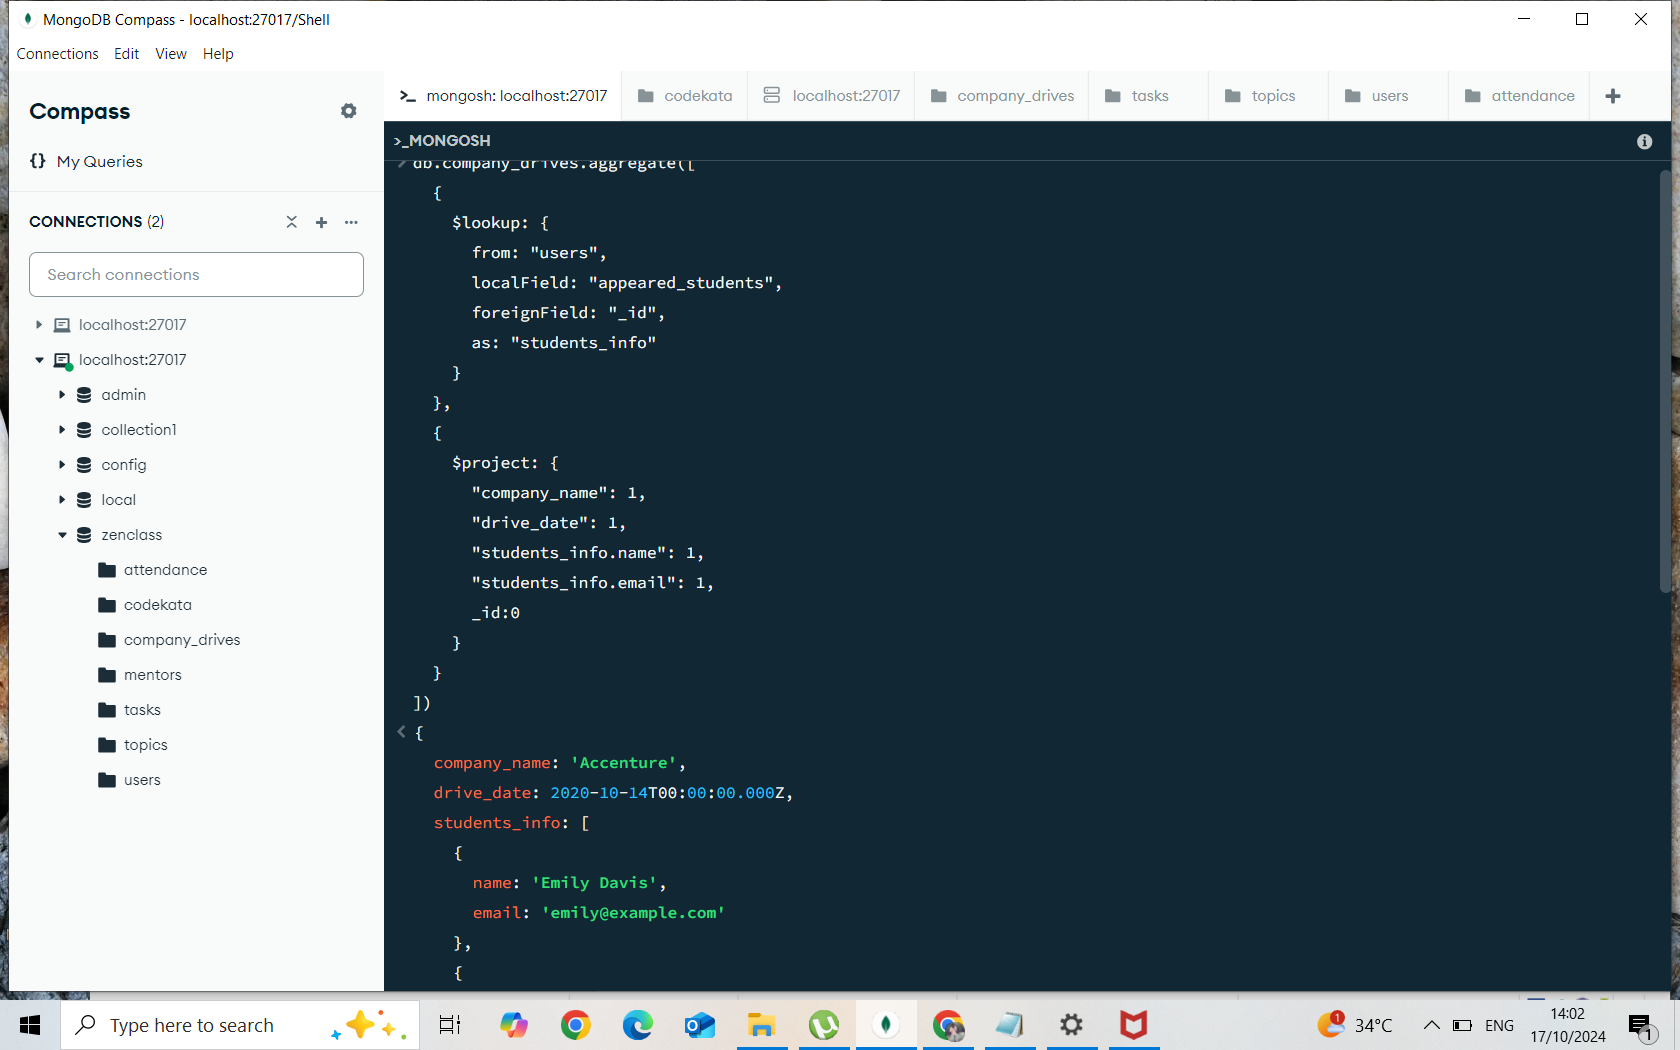 MongoDB Compass - localhost:27017/Shell
Connections Edit View Help
Compass
{} My Queries
CONNECTIONS (2)
Search connections
localhost:27017
localhost:27017
admin
collection1
config
local
zenclass
attendance
codekata
company_drives
mentors
tasks
topics
users
>_ mongosh: localhost:27017 codekata localhost:27017 company_drives tasks topics users attendance
>_MONGOSH
> db.company_drives.aggregate([
{
$lookup: {
from: "users",
localField: "appeared_students",
foreignField: "_id",
as: "students_info"
}
},
{
$project: {
"company_name": 1,
"drive_date": 1,
"students_info.name": 1,
"students_info.email": 1,
_id:0
}
}
])
< {
company_name: 'Accenture',
drive_date: 2020-10-14T00:00:00.000Z,
students_info: [
{
name: 'Emily Davis',
email: 'emily@example.com'
},
{
Type here to search
1
34°C
ENG
14:02
17/10/2024
1